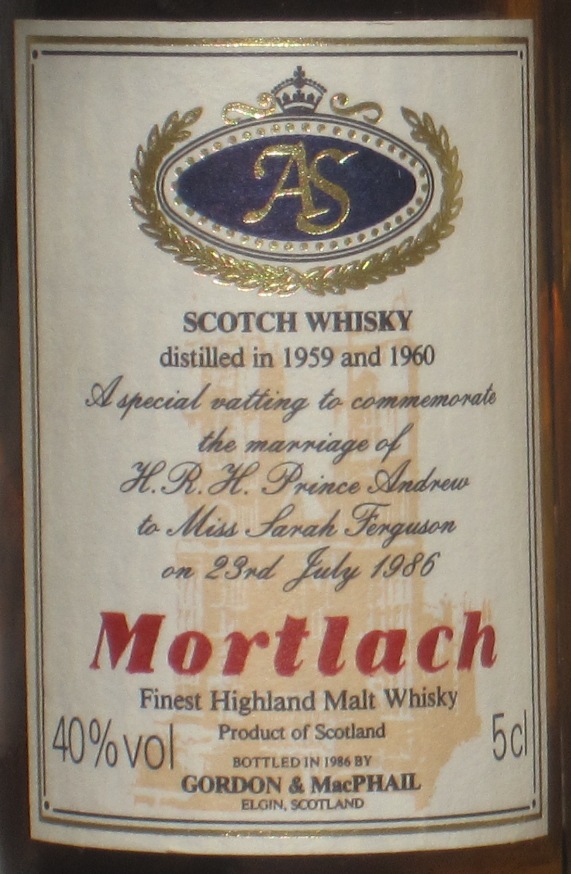 AS
SCOTCH WHISKY
distilled in 1959 and 1960
A special vatting to commemorate
the marriage of
H.R.H. Prince Andrew
to Miss Sarah Ferguson
on 23rd July 1986
Mortlach
Finest Highland Malt Whisky
40%vol
Product of Scotland
5cl
BOTTLED IN 1986 BY
GORDON & MacPHAIL
ELGIN, SCOTLAND